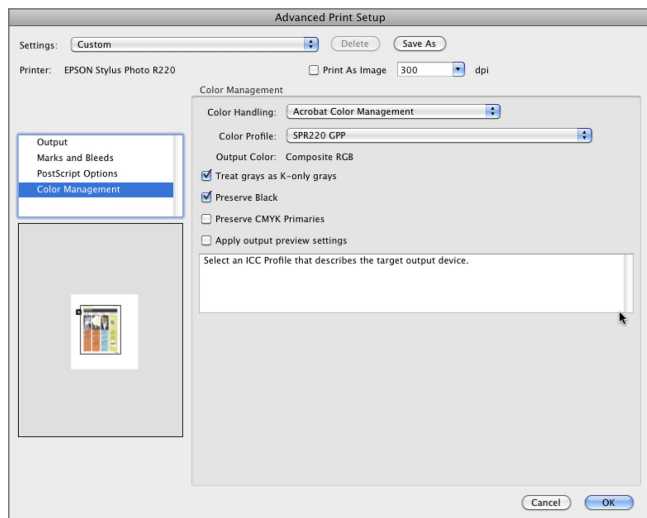 Advanced Print Setup
Settings: Custom Delete Save As
Printer: EPSON Stylus Photo R220 Print As Image 300 dpi
Color Management
Color Handling: Acrobat Color Management
Color Profile: SPR220 GPP
Output Color: Composite RGB
Treat grays as K-only grays
Preserve Black
Preserve CMYK Primaries
Apply output preview settings
Select an ICC Profile that describes the target output device.
Output
Marks and Bleeds
PostScript Options
Color Management
Cancel OK